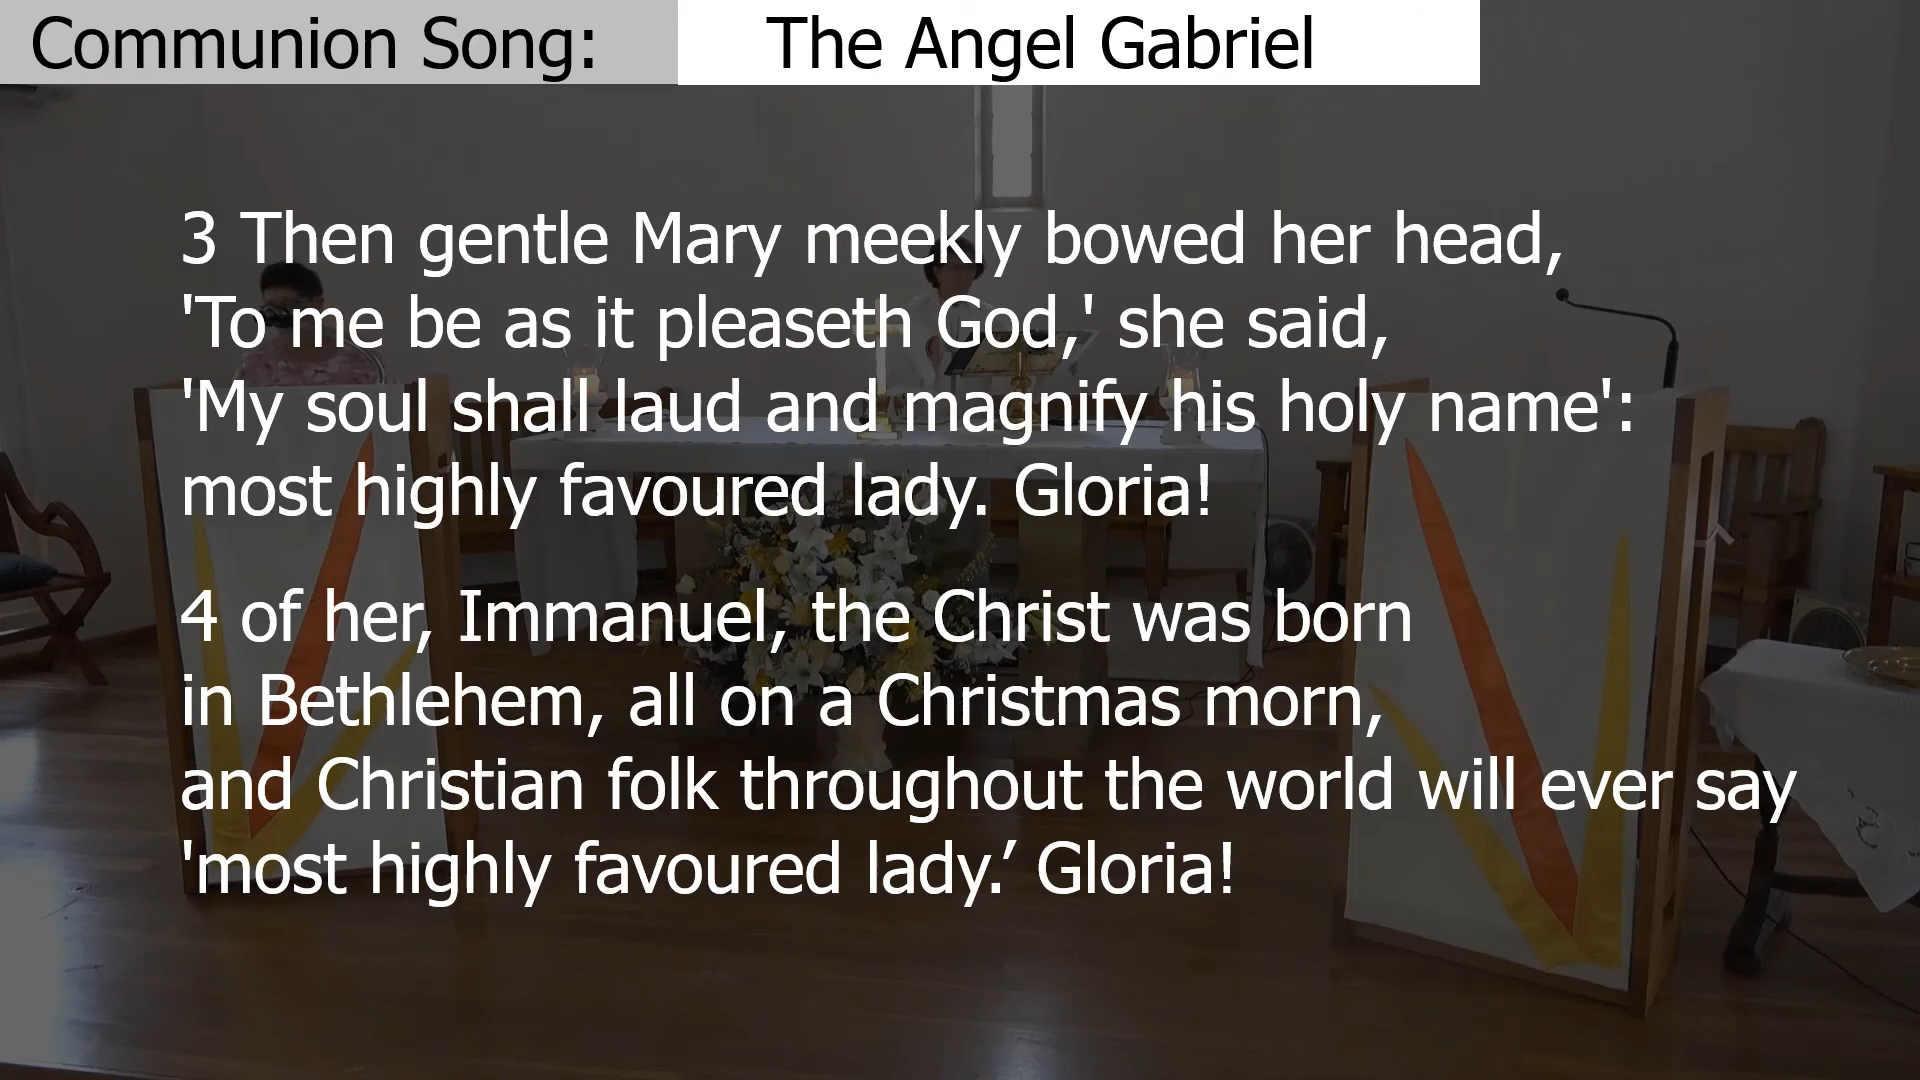 Communion Song: The Angel Gabriel
3 Then gentle Mary meekly bowed her head,
'To me be as it pleaseth God,' she said,
'My soul shall laud and magnify his holy name':
most highly favoured lady. Gloria!
4 of her, Immanuel, the Christ was born
in Bethlehem, all on a Christmas morn,
and Christian folk throughout the world will ever say
'most highly favoured lady.’ Gloria!